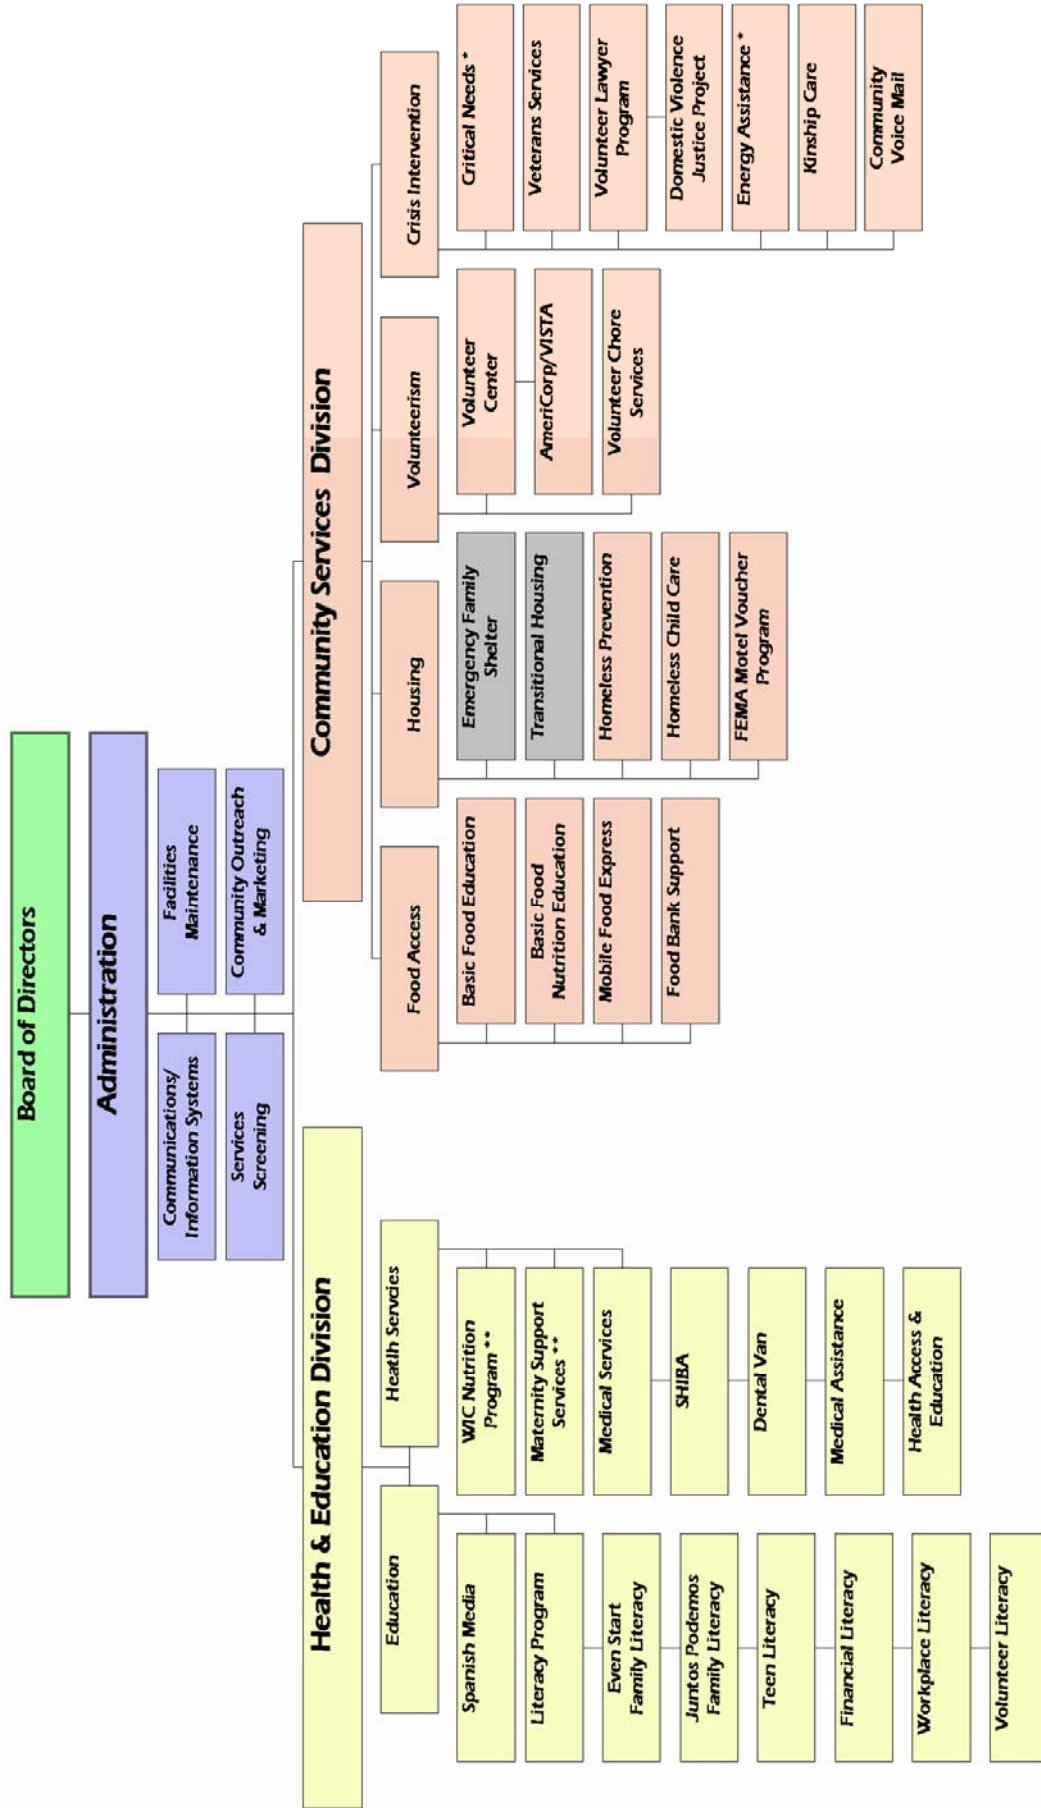 Board of Directors
Administration
Communications/
Information Systems
Facilities
Maintenance
Services
Screening
Community Outreach
& Marketing
Health & Education Division
Community Services  Division
Education
Heatlh Servcies
Food Access
Housing
Volunteerism
Crisis Intervention
Spanish Media
Literacy Program
Even Start
Family Literacy
Juntos Podemos
Family Literacy
Teen Literacy
Financial Literacy
Workplace Literacy
Volunteer Literacy
WIC Nutrition
Program **
Maternity Support
Services **
Medical Services
SHIBA
Dental Van
Medical Assistance
Health Access &
Education
Basic Food Education
Basic Food
Nutrition Education
Mobile Food Express
Food Bank Support
Emergency Family
Shelter
Transitional Housing
Homeless Prevention
Homeless Child Care
FEMA Motel Voucher
Program
Volunteer
Center
AmeriCorp/VISTA
Volunteer Chore
Services
Critical Needs *
Veterans Services
Volunteer Lawyer
Program
Domestic Violence
Justice Project
Energy Assistance *
Kinship Care
Community
Voice Mail